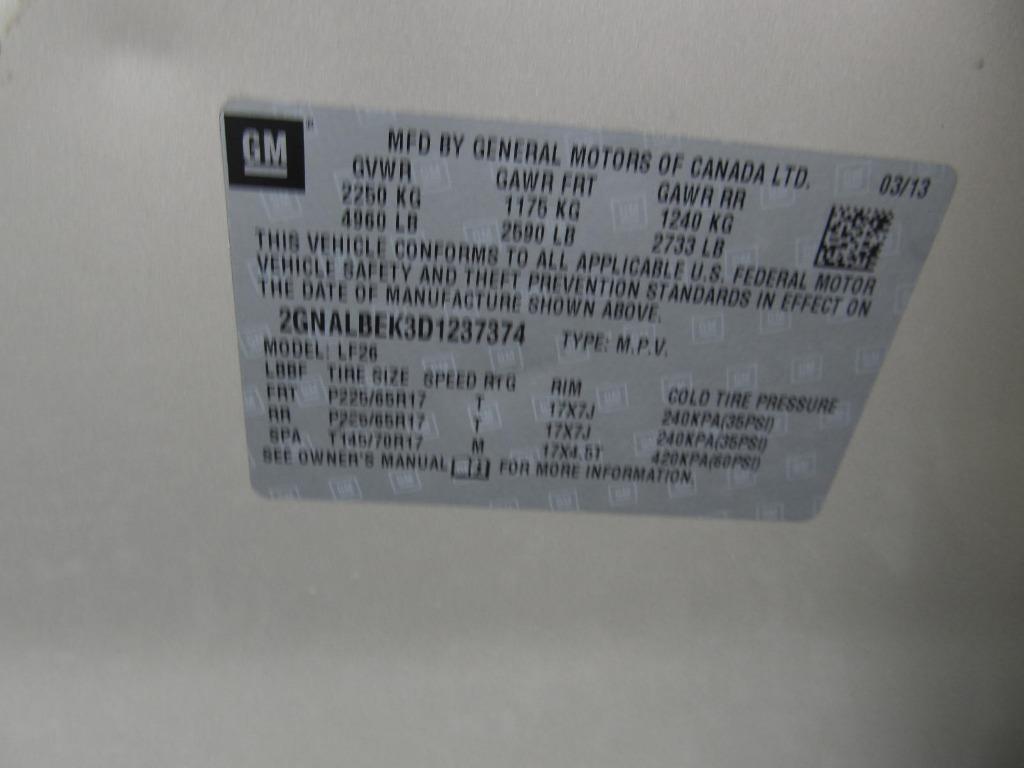 GM
MFD BY GENERAL MOTORS OF CANADA LTD.
03/13
GVWR GAWR FRT GAWR RR
2250 KG 1175 KG 1240 KG
4960 LB 2590 LB 2733 LB
THIS VEHICLE CONFORMS TO ALL APPLICABLE U.S. FEDERAL MOTOR
VEHICLE SAFETY AND THEFT PREVENTION STANDARDS IN EFFECT ON
THE DATE OF MANUFACTURE SHOWN ABOVE.
2GNALBEK3D1237374 TYPE: M.P.V.
MODEL: LF26
LBBF TIRE SIZE SPEED RTG RIM COLD TIRE PRESSURE
FRT P225/65R17 T 17X7J 240KPA(35PSI)
RR P225/65R17 T 17X7J 240KPA(35PSI)
SPA T145/70R17 M 17X4.5T 420KPA(60PSI)
SEE OWNER'S MANUAL FOR MORE INFORMATION.